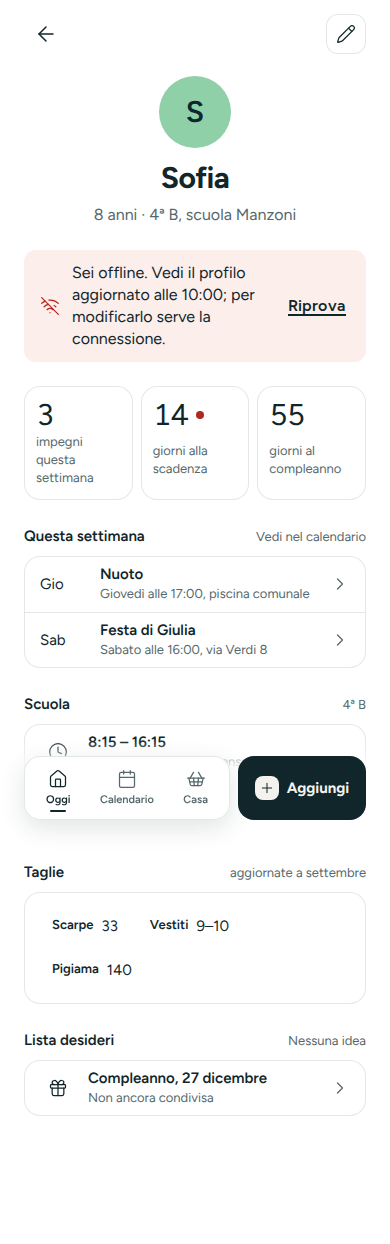 S
Sofia
8 anni · 4ª B, scuola Manzoni
Sei offline. Vedi il profilo
aggiornato alle 10:00; per
modificarlo serve la
connessione.
Riprova
3
impegni
questa
settimana
14
giorni alla
scadenza
55
giorni al
compleanno
Questa settimana
Vedi nel calendario
Gio
Nuoto
Giovedì alle 17:00, piscina comunale
Sab
Festa di Giulia
Sabato alle 16:00, via Verdi 8
Scuola
4ª B
8:15 – 16:15
Oggi
Calendario
Casa
Aggiungi
Taglie
aggiornate a settembre
Scarpe 33
Vestiti 9–10
Pigiama 140
Lista desideri
Nessuna idea
Compleanno, 27 dicembre
Non ancora condivisa